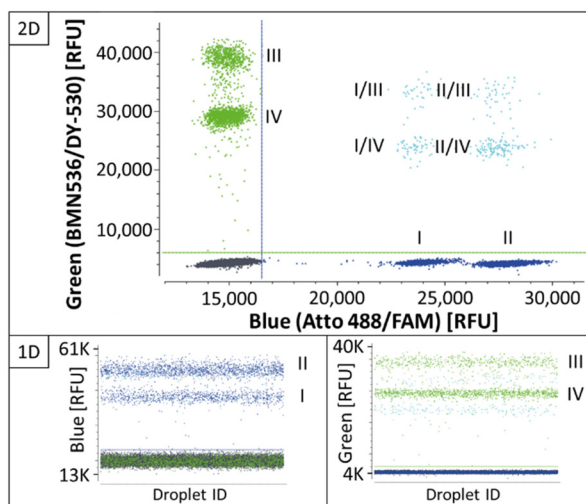 2D
Green (BMN536/DY-530) [RFU]
40,000
30,000
20,000
10,000
III
IV
I/III II/III
I/IV II/IV
I II
15,000 20,000 25,000 30,000
Blue (Atto 488/FAM) [RFU]
1D
61K
Blue [RFU]
13K
II
I
Droplet ID
40K
Green [RFU]
4K
III
IV
Droplet ID